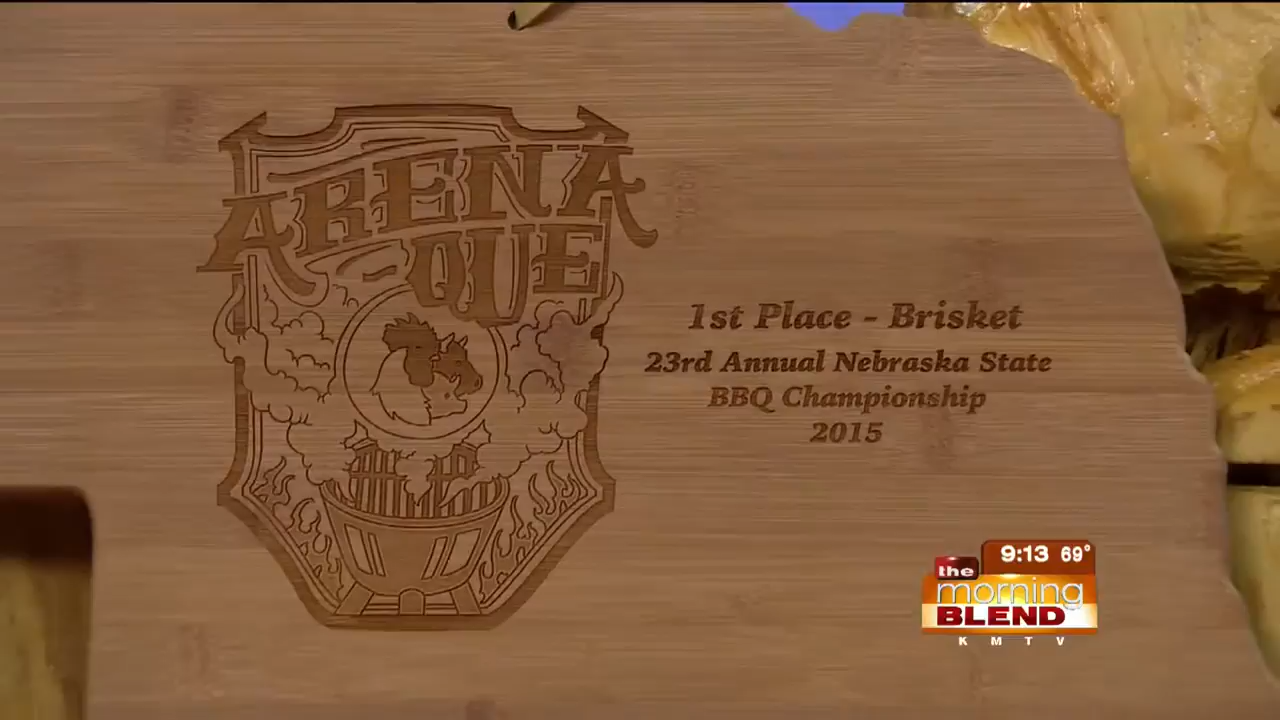 ARENA
QUE
1st Place - Brisket
23rd Annual Nebraska State
BBQ Championship
2015
9:13 69°
the
morning
BLEND
KMTV